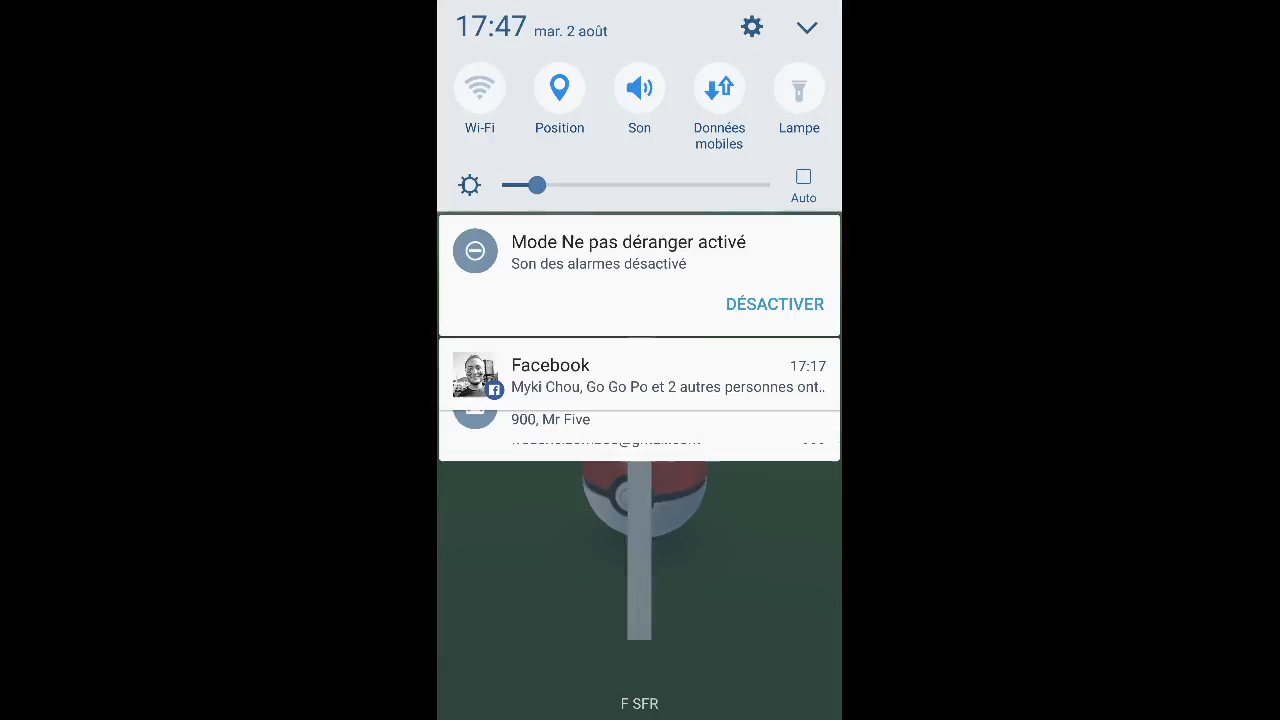 17:47 mar. 2 août
Wi-Fi
Position
Son
Données
mobiles
Lampe
Auto
Mode Ne pas déranger activé
Son des alarmes désactivé
DÉSACTIVER
Facebook 17:17
Myki Chou, Go Go Po et 2 autres personnes ont..
900, Mr Five
F SFR